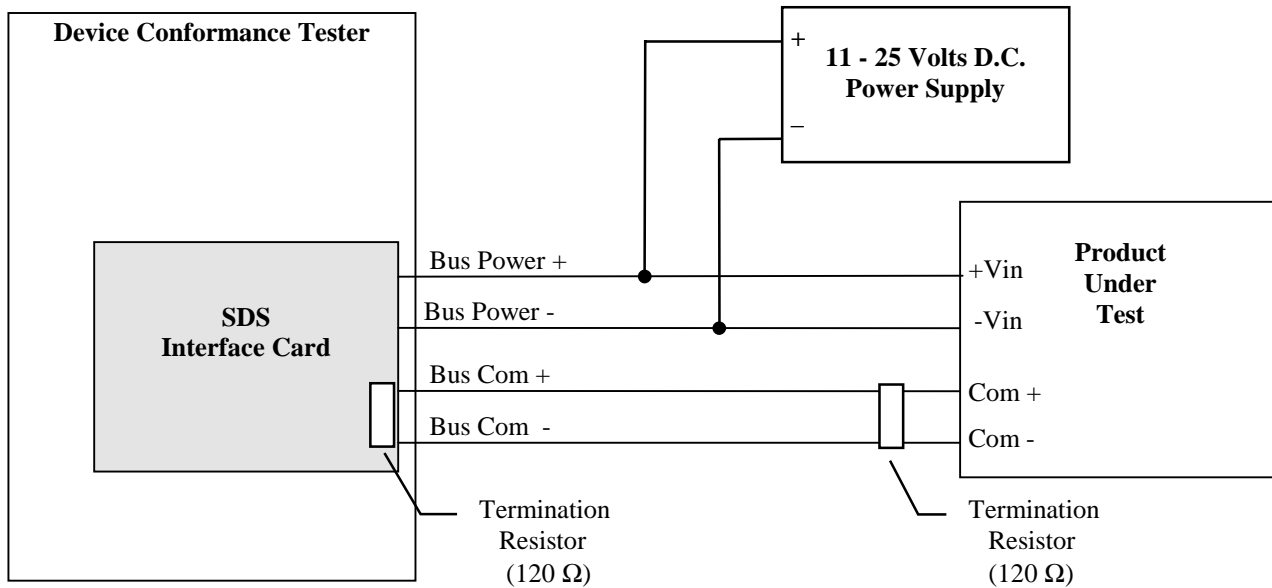 Device Conformance Tester
+
11 - 25 Volts D.C.
Power Supply
–
SDS
Interface Card
Bus Power +
Bus Power -
Bus Com +
Bus Com -
+Vin
-Vin
Com +
Com -
Product
Under
Test
Termination
Resistor
(120 Ω)
Termination
Resistor
(120 Ω)